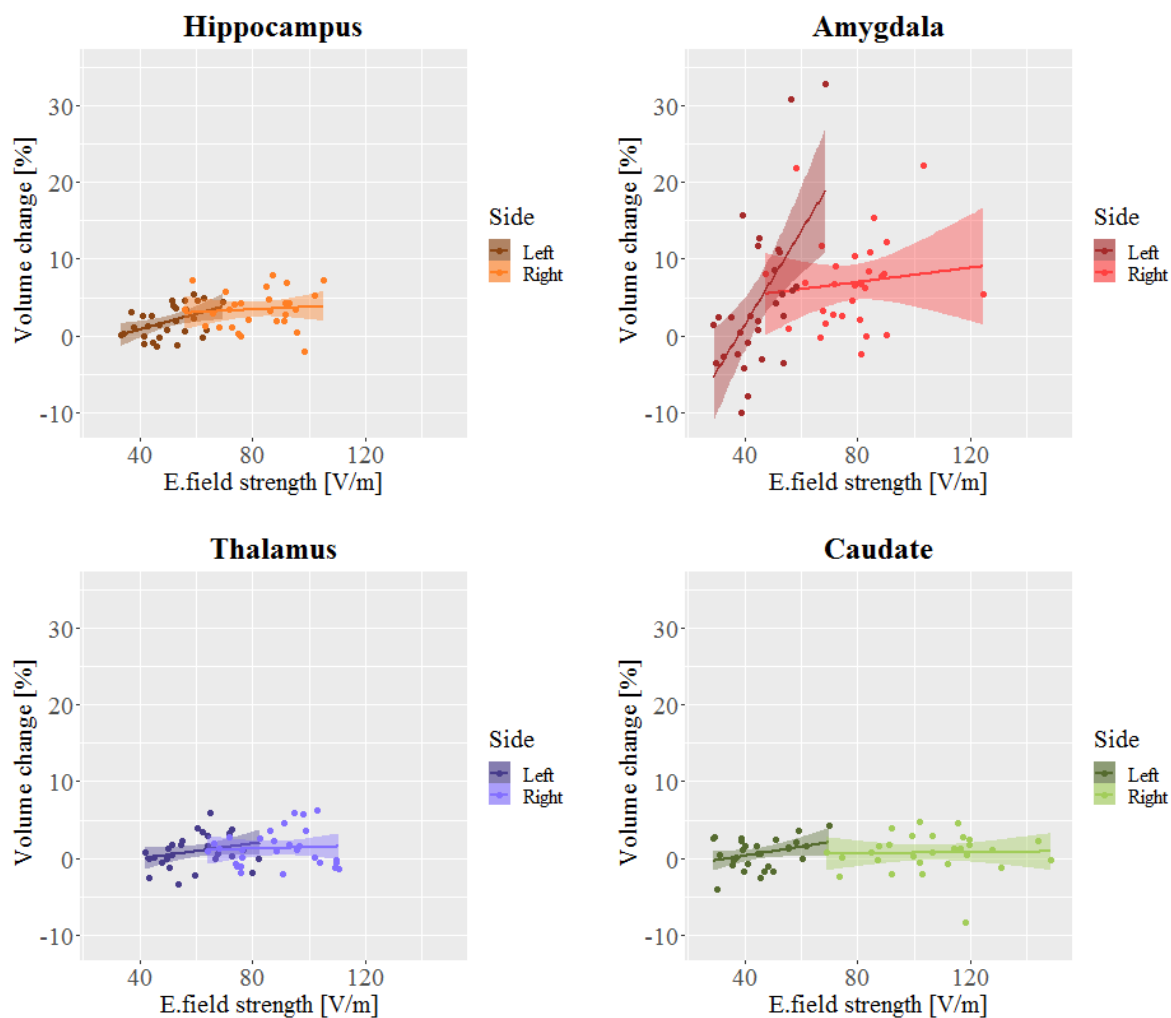 Hippocampus
Volume change [%]
30
20
10
0
-10
40 80 120
E.field strength [V/m]
Side
Left
Right
Amygdala
Volume change [%]
30
20
10
0
-10
40 80 120
E.field strength [V/m]
Side
Left
Right
Thalamus
Volume change [%]
30
20
10
0
-10
40 80 120
E.field strength [V/m]
Side
Left
Right
Caudate
Volume change [%]
30
20
10
0
-10
40 80 120
E.field strength [V/m]
Side
Left
Right